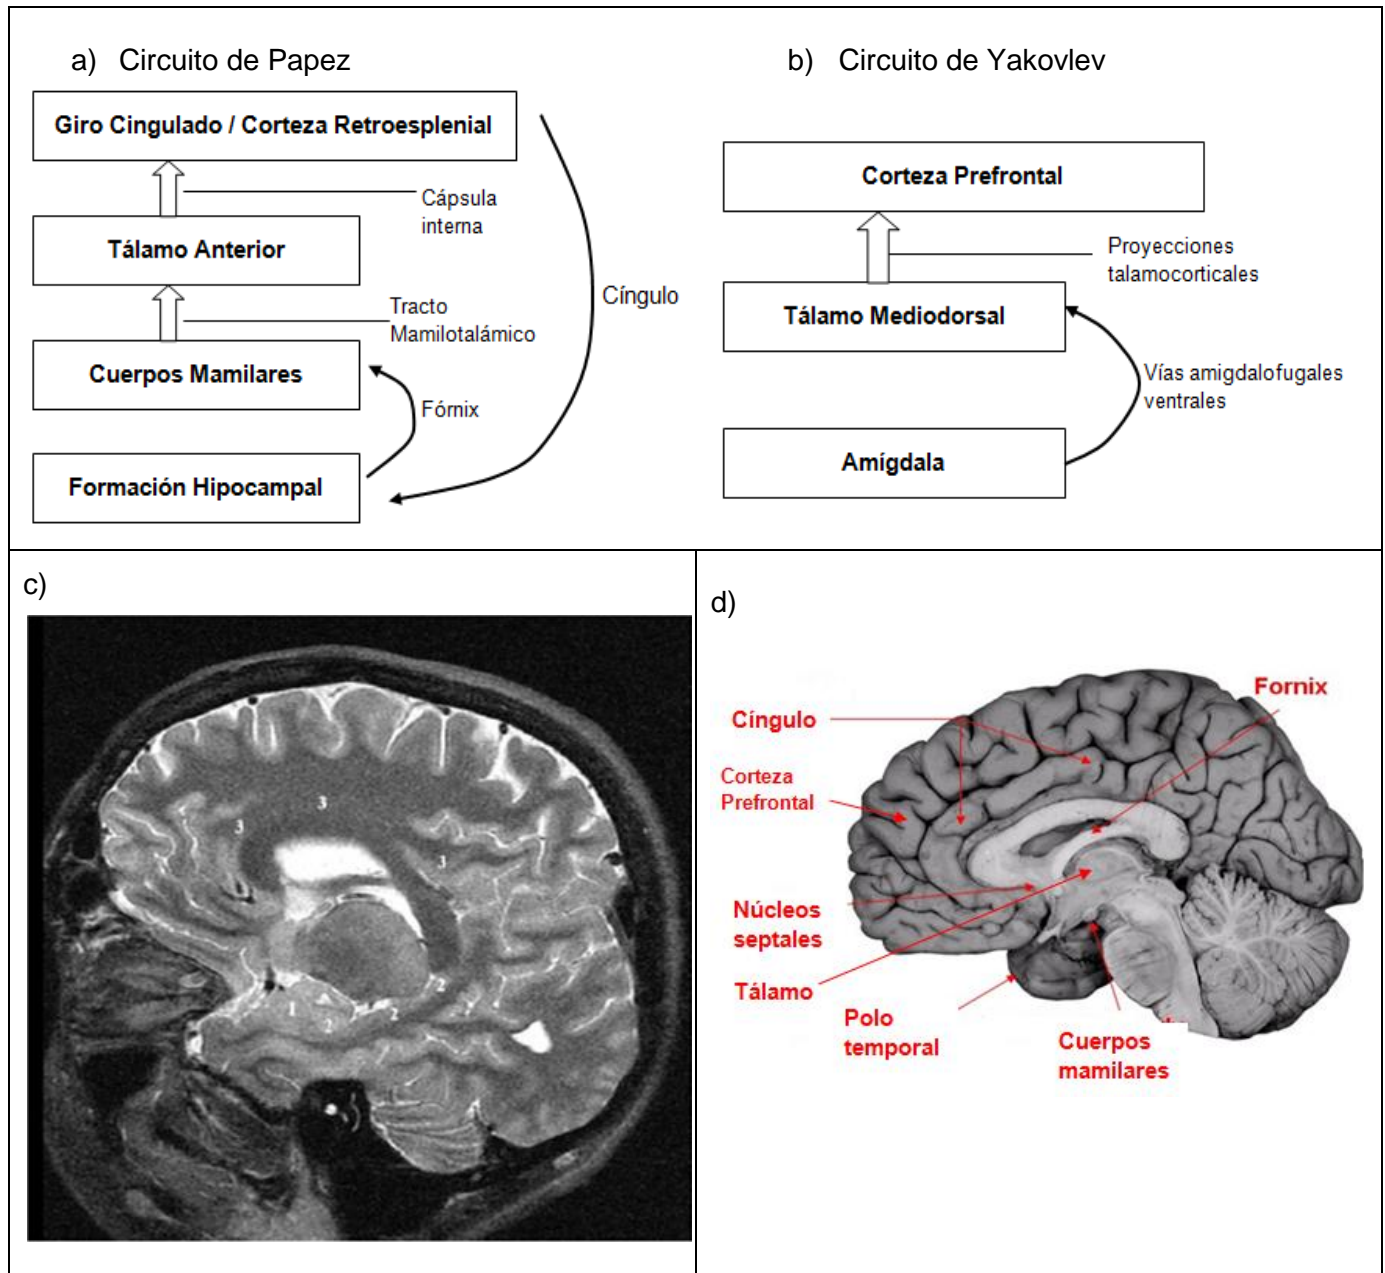 a) Circuito de Papez
Giro Cingulado / Corteza Retroesplenial
Cápsula
interna
Tálamo Anterior
Tracto
Mamilotalámico
Cíngulo
Cuerpos Mamilares
Fórnix
Formación Hipocampal
b) Circuito de Yakovlev
Corteza Prefrontal
Proyecciones
talamocorticales
Tálamo Mediodorsal
Vías amigdalofugales
ventrales
Amígdala
c)
3
3
3
2
1
2
2
d)
Fornix
Cíngulo
Corteza
Prefrontal
Núcleos
septales
Tálamo
Polo
temporal
Cuerpos
mamilares